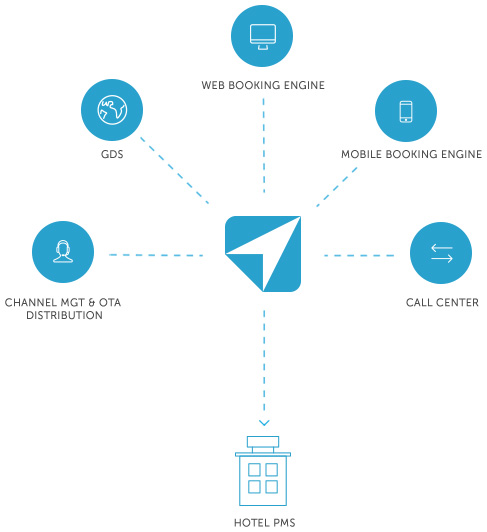 WEB BOOKING ENGINE
GDS
MOBILE BOOKING ENGINE
CHANNEL MGT & OTA
DISTRIBUTION
CALL CENTER
HOTEL PMS